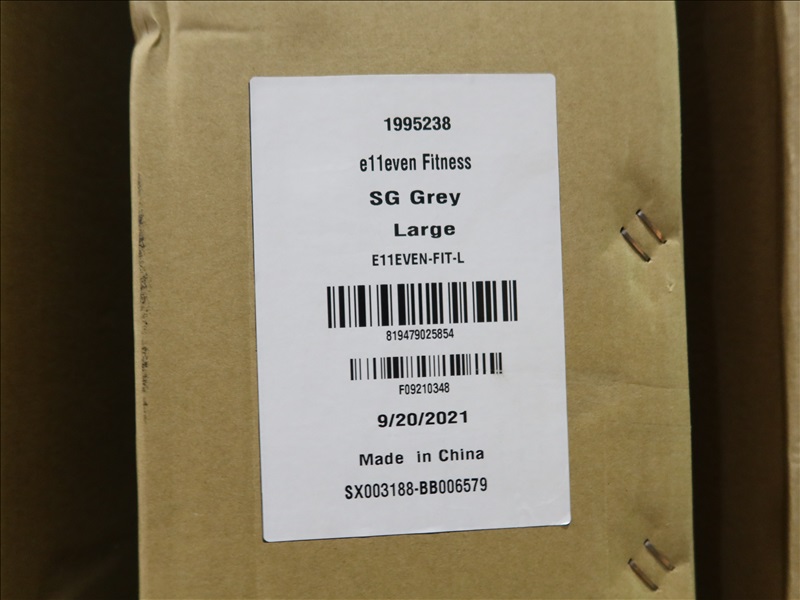 1995238
e11even Fitness
SG Grey
Large
E11EVEN-FIT-L
819479025854
F09210348
9/20/2021
Made in China
SX003188-BB006579